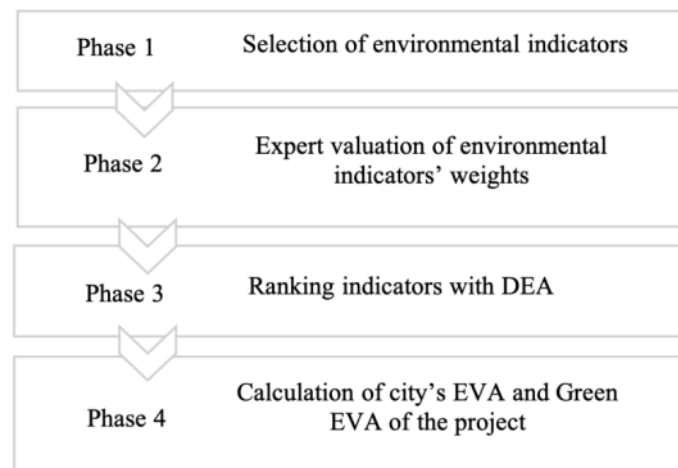 Phase 1
Selection of environmental indicators
Phase 2
Expert valuation of environmental
indicators’ weights
Phase 3
Ranking indicators with DEA
Phase 4
Calculation of city’s EVA and Green
EVA of the project